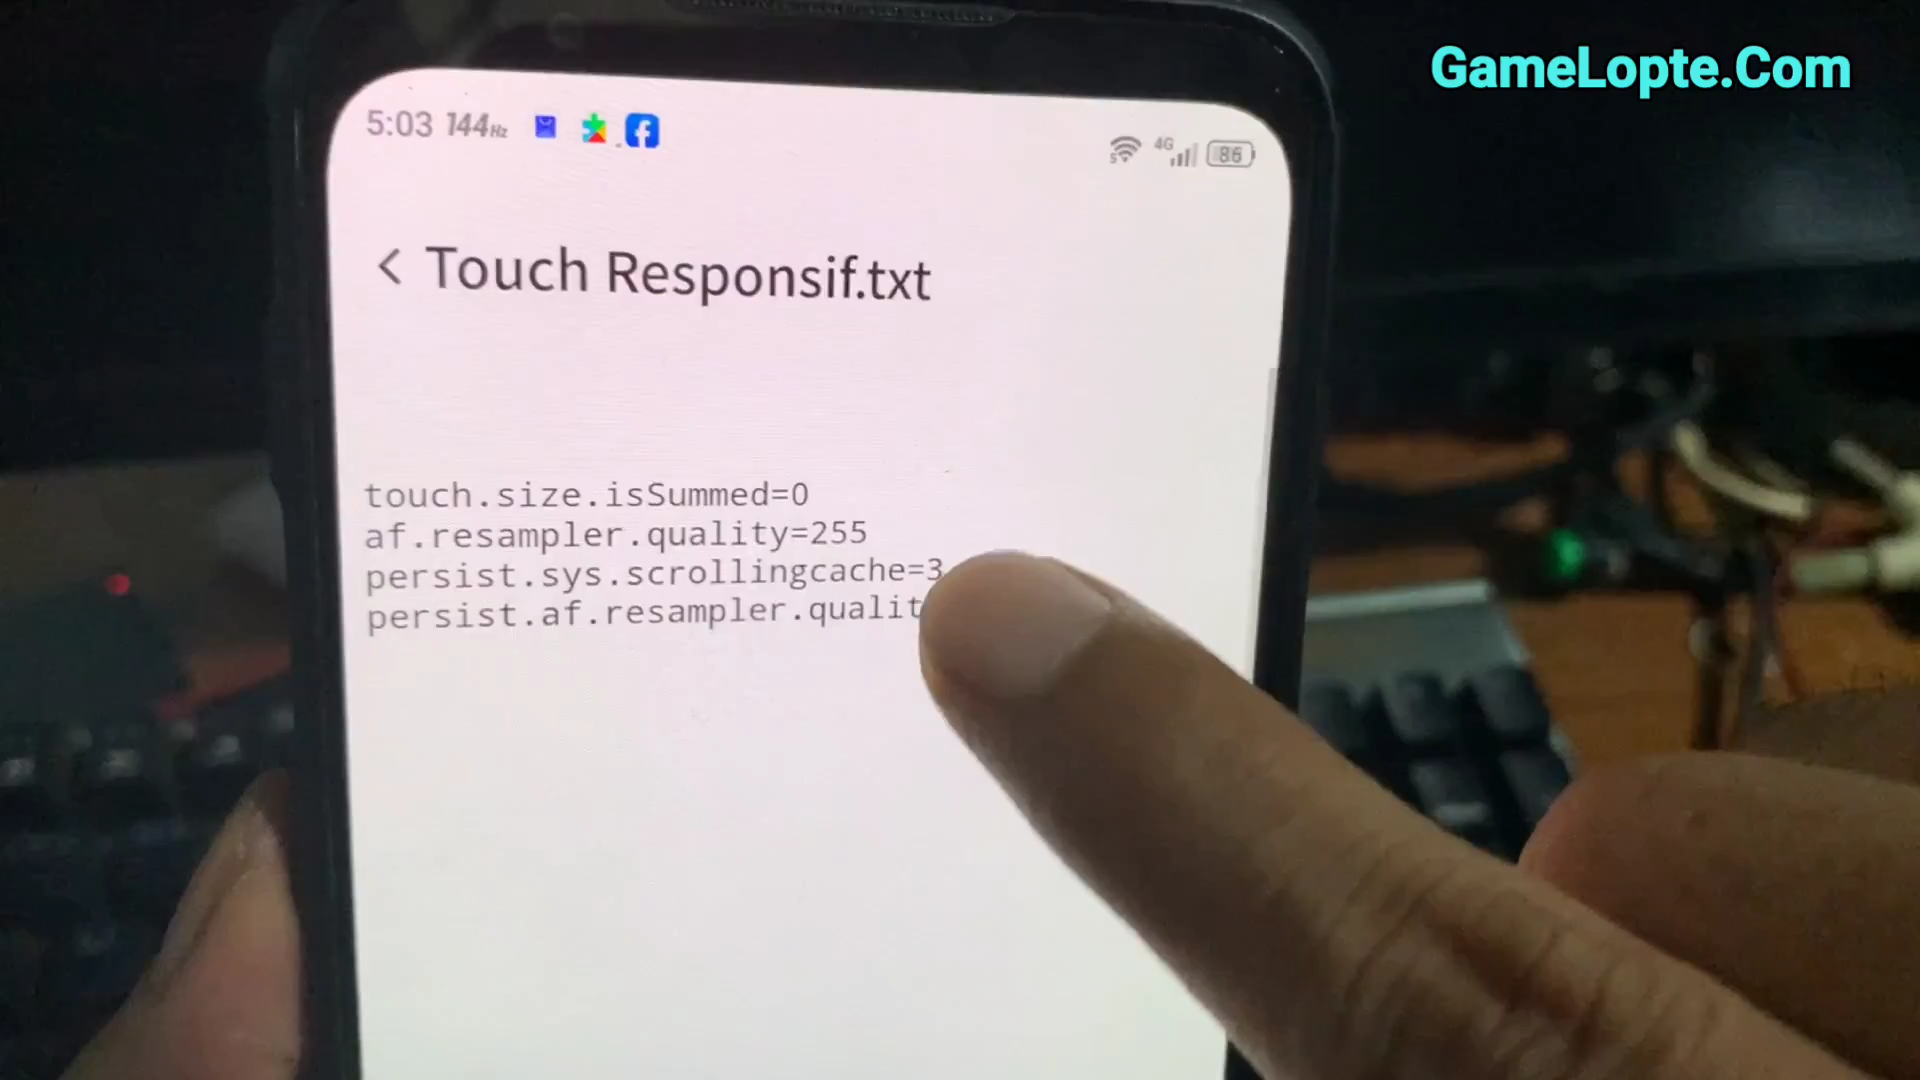 GameLopte.Com
5:03 144Hz
4G 86
< Touch Responsif.txt
touch.size.isSummed=0
af.resampler.quality=255
persist.sys.scrollingcache=3
persist.af.resampler.qualit